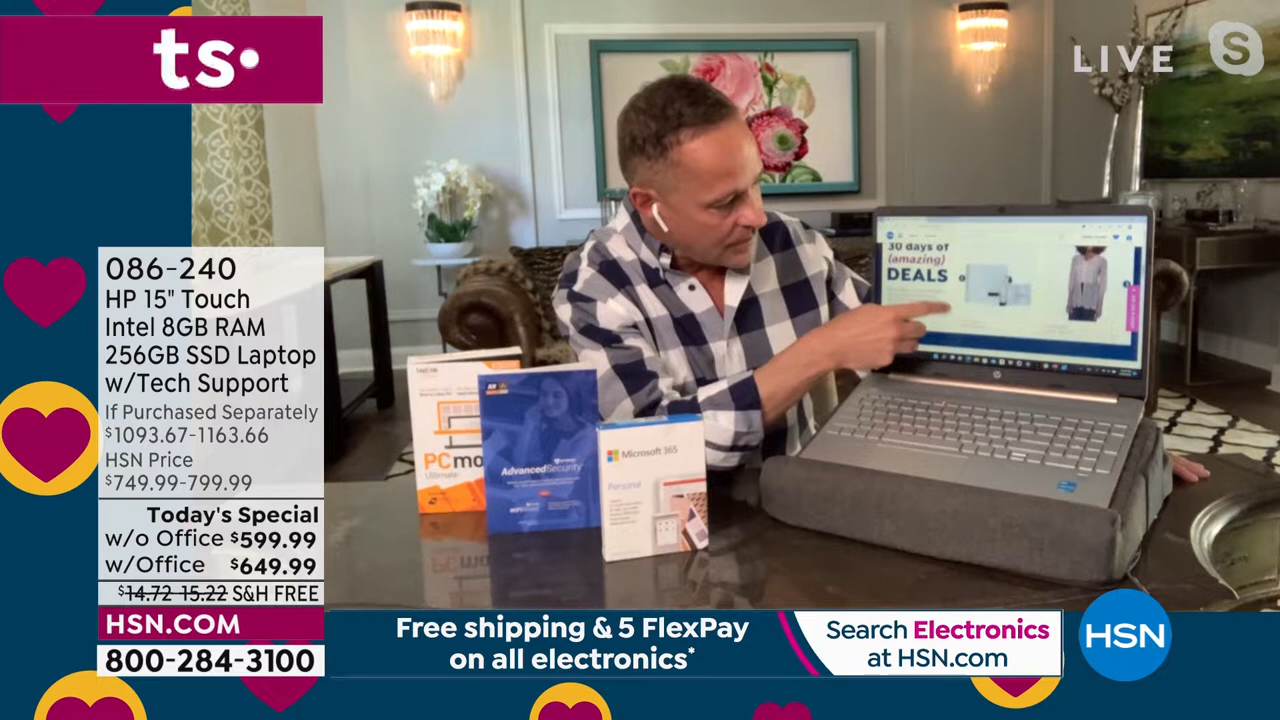 ts.
LIVE
S
086-240
HP 15" Touch
Intel 8GB RAM
256GB SSD Laptop
w/Tech Support
If Purchased Separately
$1093.67-1163.66
HSN Price
$749.99-799.99
Today's Special
w/o Office $599.99
w/Office $649.99
$14.72-15.22 S&H FREE
HSN.COM
800-284-3100
30 days of
(amazing)
DEALS
PC
Ultimate
AdvancedSecurity
Microsoft 365
Personal
hp
Free shipping & 5 FlexPay
on all electronics*
Search Electronics
at HSN.com
HSN